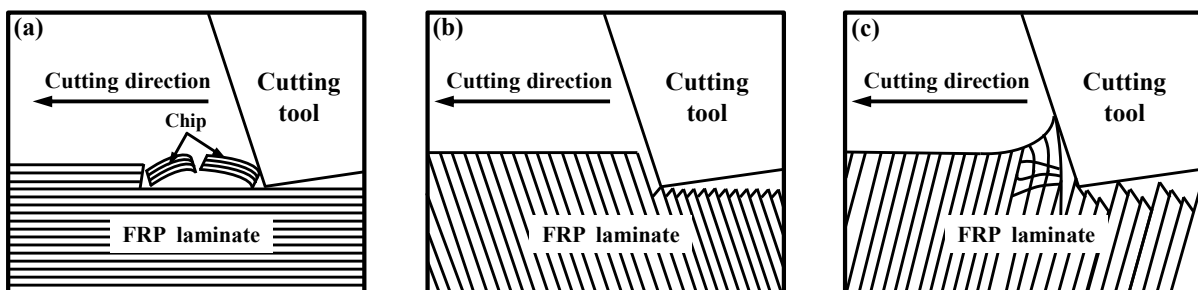 (a)
Cutting direction
Cutting
tool
Chip
FRP laminate
(b)
Cutting direction
Cutting
tool
FRP laminate
(c)
Cutting direction
Cutting
tool
FRP laminate